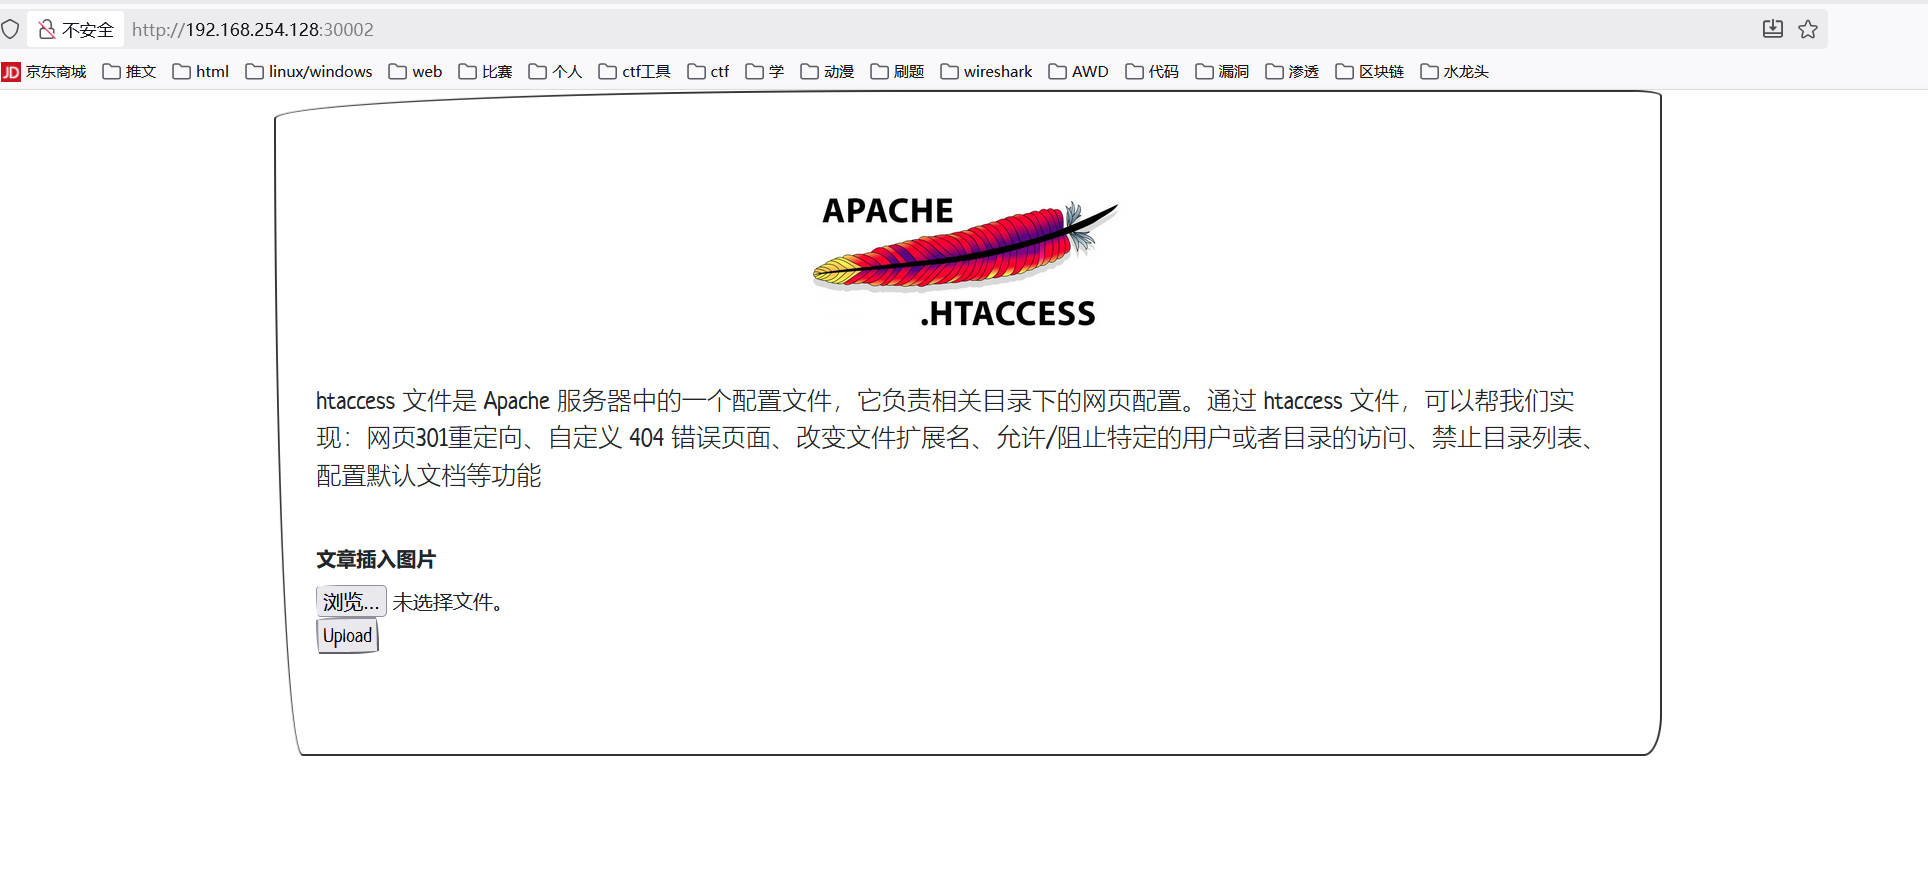 不安全 http://192.168.254.128:30002
JD 京东商城 推文 html linux/windows web 比赛 个人 ctf工具 ctf 学 动漫 刷题 wireshark AWD 代码 漏洞 渗透 区块链 水龙头
APACHE
.HTACCESS
htaccess 文件是 Apache 服务器中的一个配置文件，它负责相关目录下的网页配置。通过 htaccess 文件，可以帮我们实
现：网页301重定向、自定义 404 错误页面、改变文件扩展名、允许/阻止特定的用户或者目录的访问、禁止目录列表、
配置默认文档等功能
文章插入图片
浏览... 未选择文件。
Upload